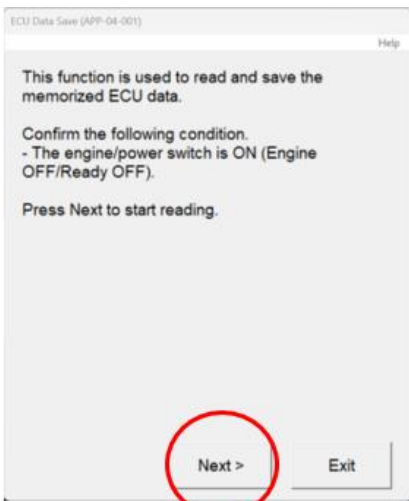 ECU Data Save (APP-04-001)
Help
This function is used to read and save the
memorized ECU data.
Confirm the following condition.
- The engine/power switch is ON (Engine
OFF/Ready OFF).
Press Next to start reading.
Next >
Exit